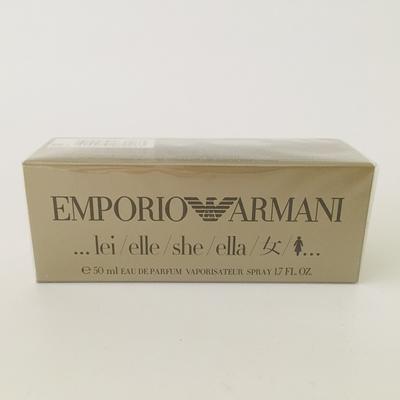 EMPORIO ARMANI
...lei/elle/she/ella/女/...
℮ 50 ml EAU DE PARFUM VAPORISATEUR SPRAY 1.7 FL. OZ.